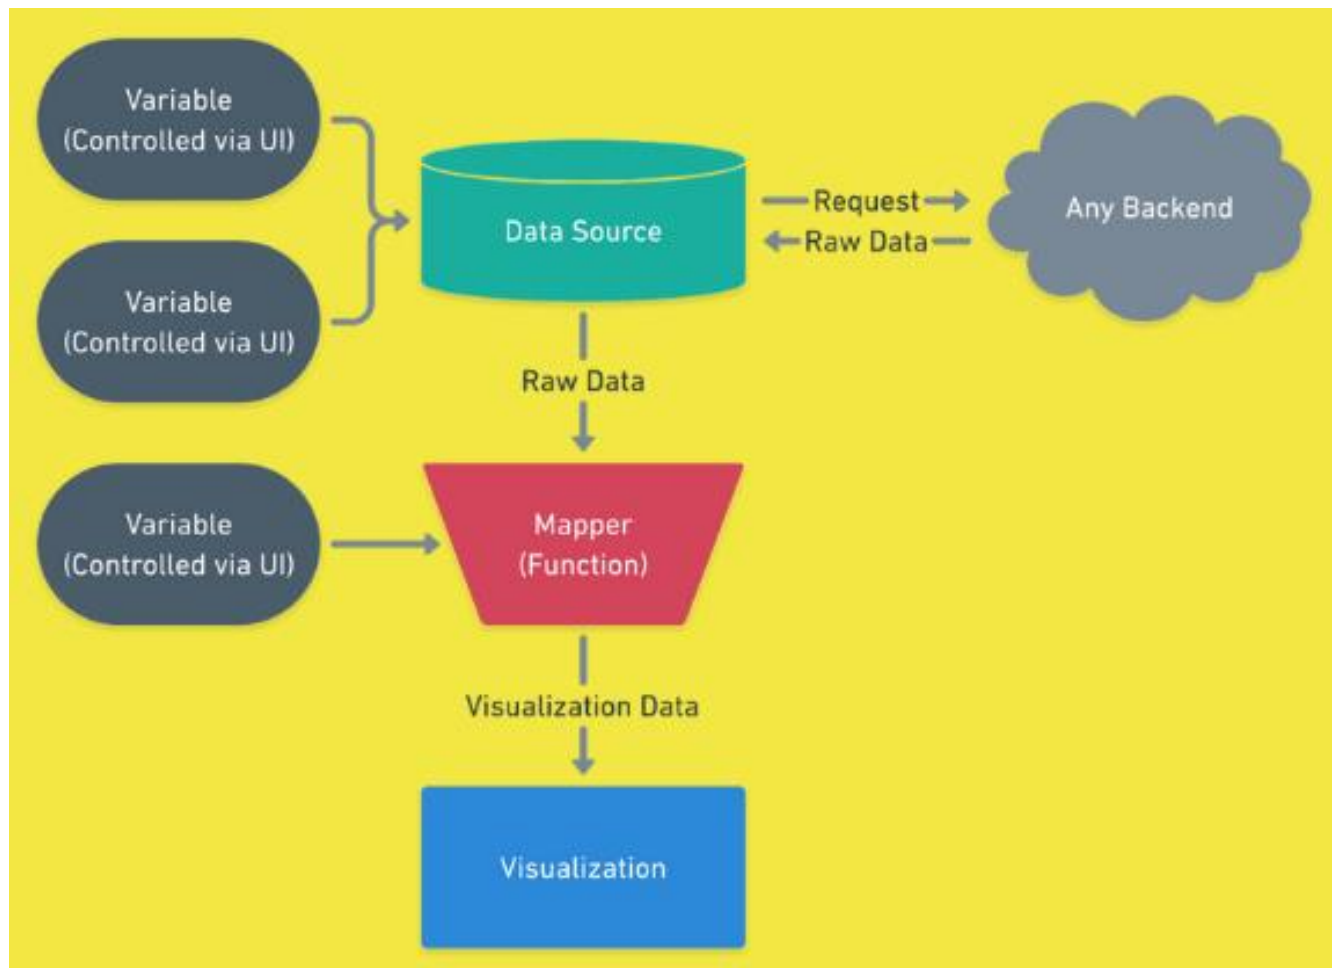 Variable
(Controlled via UI)
Data Source
Request
Raw Data
Any Backend
Variable
(Controlled via UI)
Raw Data
Variable
(Controlled via UI)
Mapper
(Function)
Visualization Data
Visualization